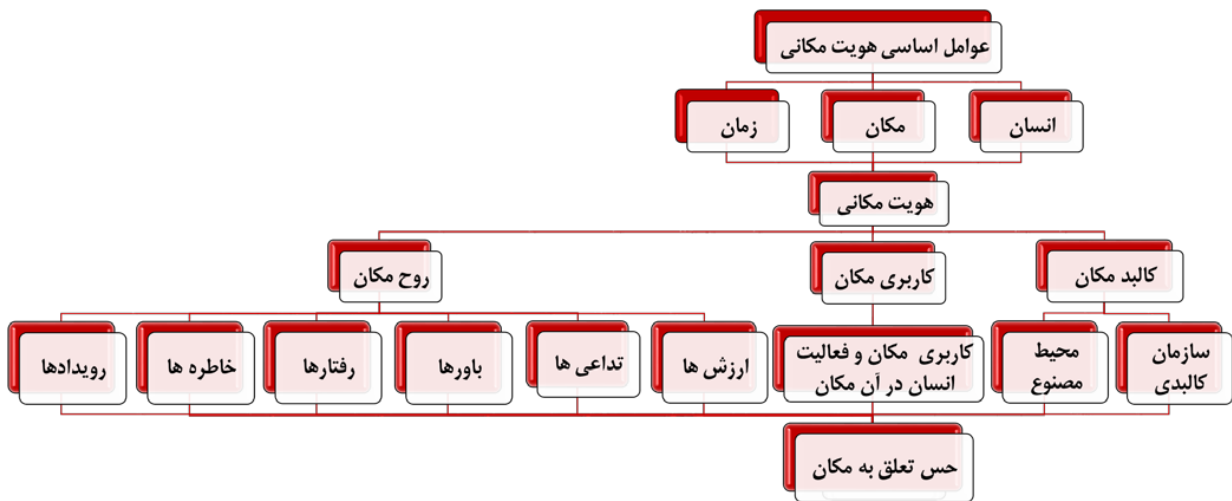 عوامل اساسی هویت مکانی
انسان
مکان
زمان
هویت مکانی
کالبد مکان
کاربری مکان
روح مکان
سازمان
کالبدی
محیط
مصنوع
کاربری مکان و فعالیت
انسان در آن مکان
ارزش ها
تداعی ها
باورها
رفتارها
خاطره ها
رویدادها
حس تعلق به مکان